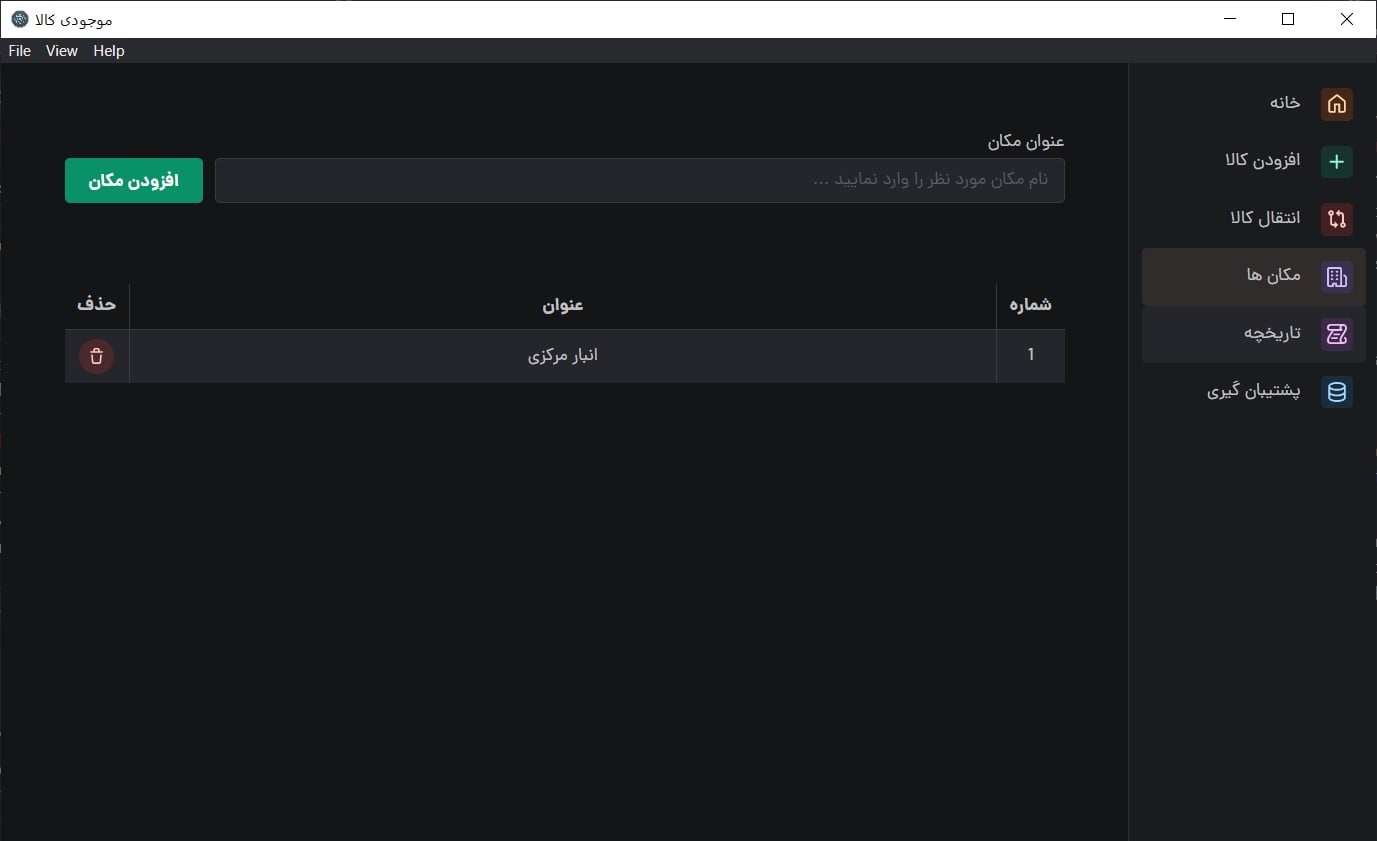 موجودی کالا
File View Help
خانه
افزودن کالا
انتقال کالا
مکان ها
تاریخچه
پشتیبان گیری
عنوان مکان
نام مکان مورد نظر را وارد نمایید ...
افزودن مکان
شماره عنوان حذف
1 انبار مرکزی